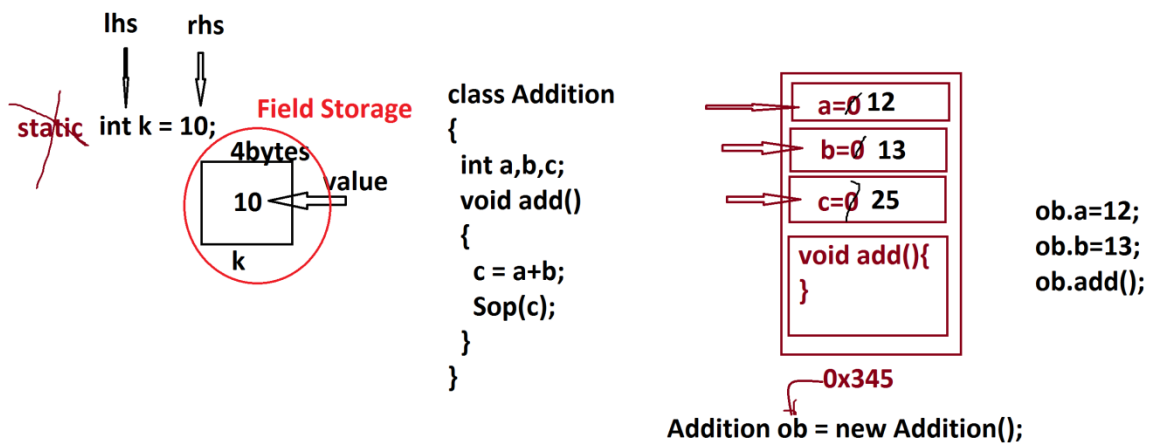 lhs rhs
static int k = 10;
Field Storage
4bytes
10
value
k
class Addition
{
int a,b,c;
void add()
{
c = a+b;
Sop(c);
}
}
a=0 12
b=0 13
c=0 25
void add(){
}
0x345
Addition ob = new Addition();
ob.a=12;
ob.b=13;
ob.add();